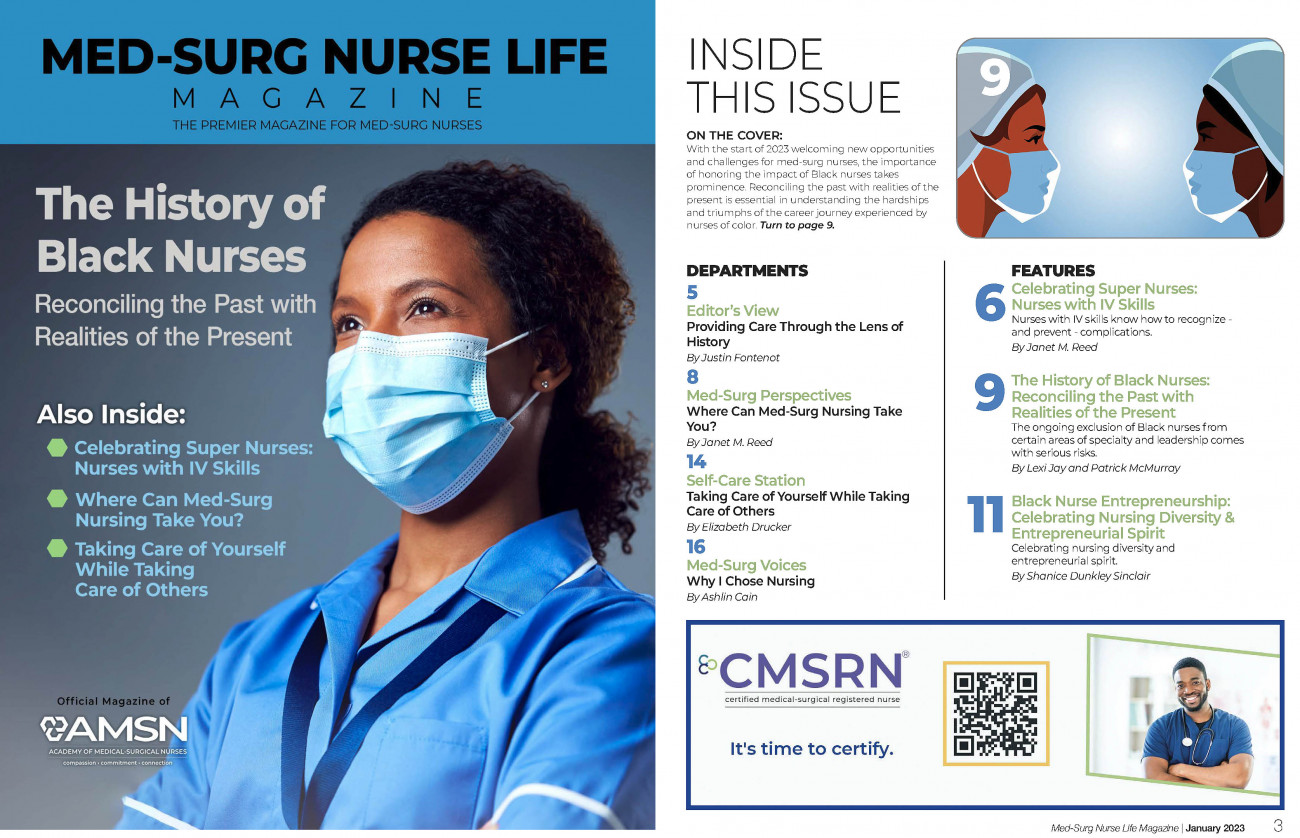 MED-SURG NURSE LIFE
MAGAZINE
THE PREMIER MAGAZINE FOR MED-SURG NURSES
The History of
Black Nurses
Reconciling the Past with
Realities of the Present
Also Inside:
Celebrating Super Nurses:
Nurses with IV Skills
Where Can Med-Surg
Nursing Take You?
Taking Care of Yourself
While Taking
Care of Others
Official Magazine of
AMSN
ACADEMY OF MEDICAL-SURGICAL NURSES
compassion • commitment • connection
INSIDE
THIS ISSUE
ON THE COVER:
With the start of 2023 welcoming new opportunities
and challenges for med-surg nurses, the importance
of honoring the impact of Black nurses takes
prominence. Reconciling the past with realities of the
present is essential in understanding the hardships
and triumphs of the career journey experienced by
nurses of color. Turn to page 9.
9
DEPARTMENTS
5
Editor's View
Providing Care Through the Lens of
History
By Justin Fontenot
8
Med-Surg Perspectives
Where Can Med-Surg Nursing Take
You?
By Janet M. Reed
14
Self-Care Station
Taking Care of Yourself While Taking
Care of Others
By Elizabeth Drucker
16
Med-Surg Voices
Why I Chose Nursing
By Ashlin Cain
FEATURES
6
Celebrating Super Nurses:
Nurses with IV Skills
Nurses with IV skills know how to recognize -
and prevent - complications.
By Janet M. Reed
9
The History of Black Nurses:
Reconciling the Past with
Realities of the Present
The ongoing exclusion of Black nurses from
certain areas of specialty and leadership comes
with serious risks.
By Lexi Jay and Patrick McMurray
11
Black Nurse Entrepreneurship:
Celebrating Nursing Diversity &
Entrepreneurial Spirit
Celebrating nursing diversity and
entrepreneurial spirit.
By Shanice Dunkley Sinclair
CMSRN®
certified medical-surgical registered nurse
It's time to certify.
Med-Surg Nurse Life Magazine | January 2023 3